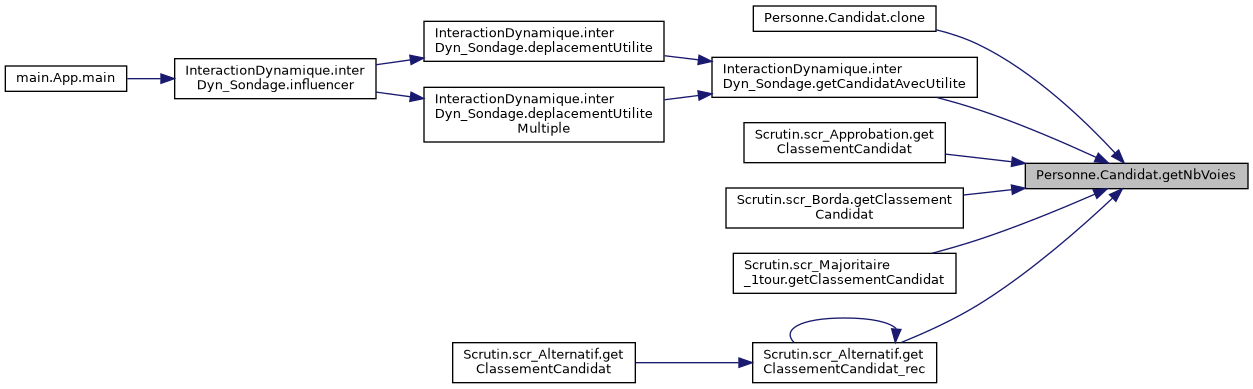 main.App.main
InteractionDynamique.inter
Dyn_Sondage.influencer
InteractionDynamique.inter
Dyn_Sondage.deplacementUtilite
InteractionDynamique.inter
Dyn_Sondage.deplacementUtilite
Multiple
Personne.Candidat.clone
InteractionDynamique.inter
Dyn_Sondage.getCandidatAvecUtilite
Scrutin.scr_Approbation.get
ClassementCandidat
Scrutin.scr_Borda.getClassement
Candidat
Scrutin.scr_Majoritaire
_1tour.getClassementCandidat
Scrutin.scr_Alternatif.get
ClassementCandidat
Scrutin.scr_Alternatif.get
ClassementCandidat_rec
Personne.Candidat.getNbVoies